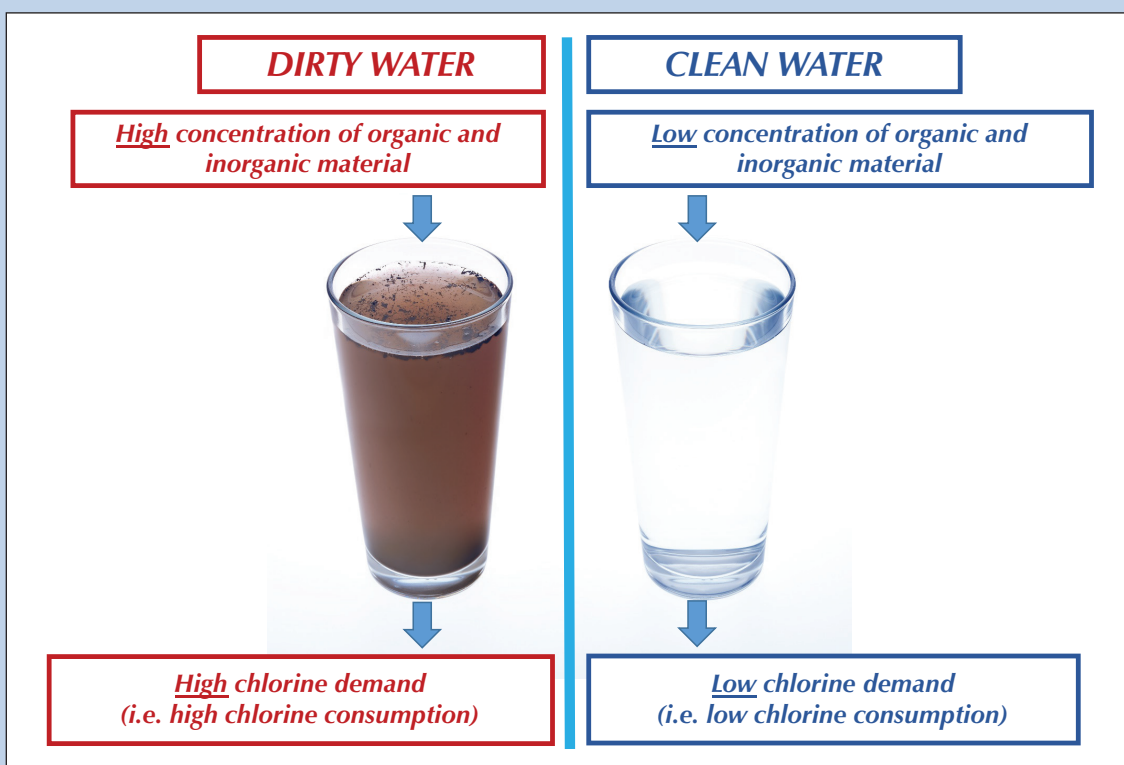 DIRTY WATER
High concentration of organic and
inorganic material
High chlorine demand
(i.e. high chlorine consumption)
CLEAN WATER
Low concentration of organic and
inorganic material
Low chlorine demand
(i.e. low chlorine consumption)